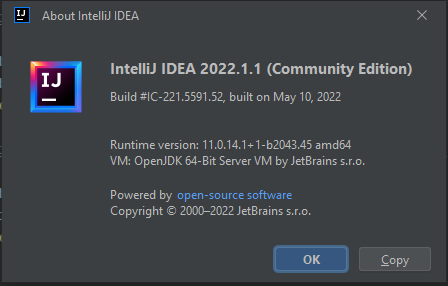 About IntelliJ IDEA
IJ
IntelliJ IDEA 2022.1.1 (Community Edition)
Build #IC-221.5591.52, built on May 10, 2022
Runtime version: 11.0.14.1+1-b2043.45 amd64
VM: OpenJDK 64-Bit Server VM by JetBrains s.r.o.
Powered by open-source software
Copyright © 2000–2022 JetBrains s.r.o.
OK
Copy